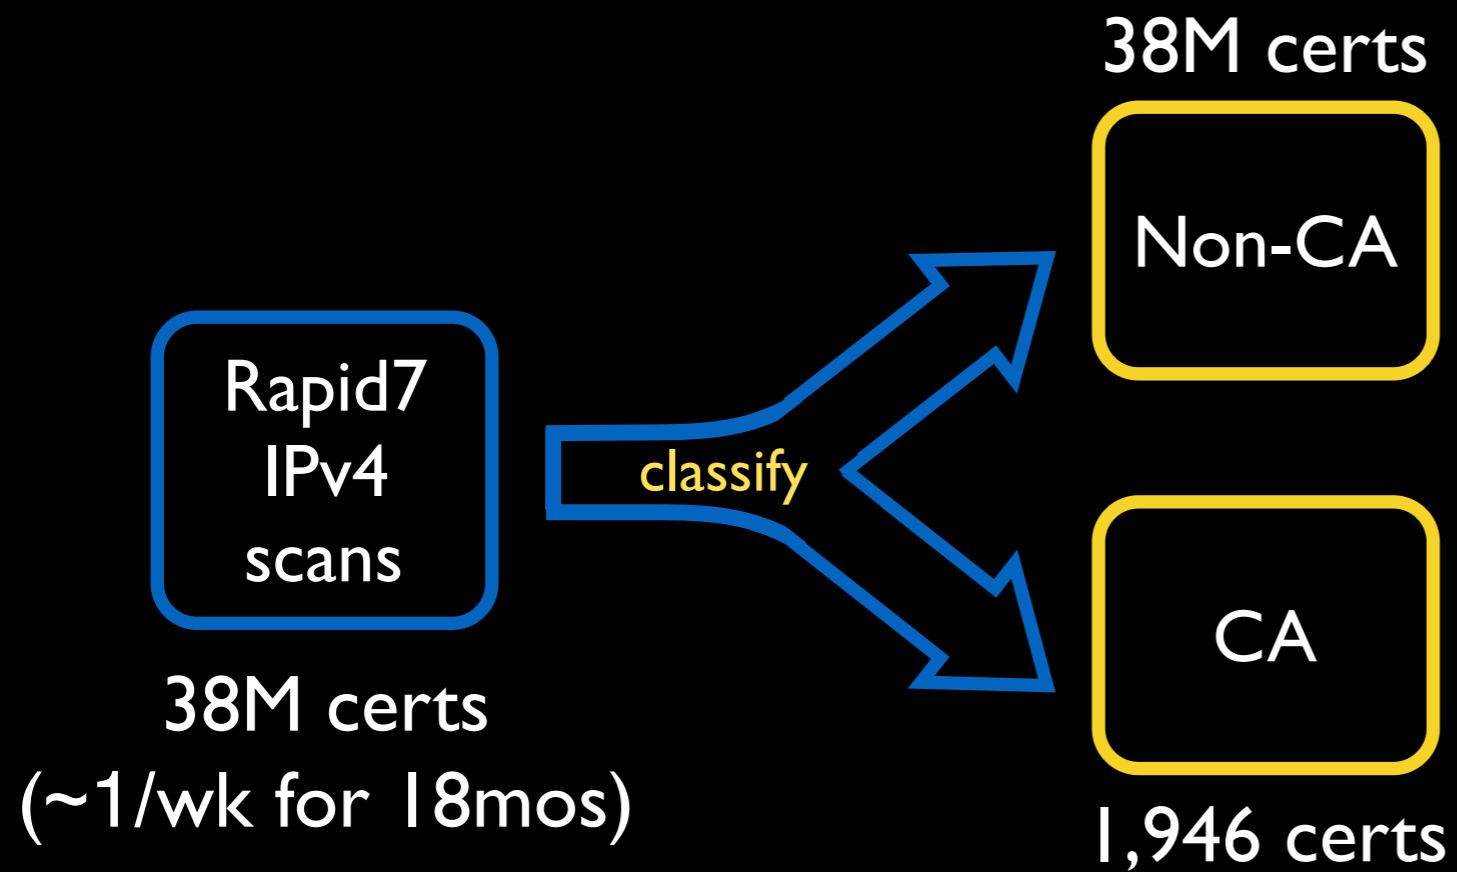 Rapid7
IPv4
scans
38M certs
(~1/wk for 18mos)
classify
38M certs
Non-CA
CA
1,946 certs